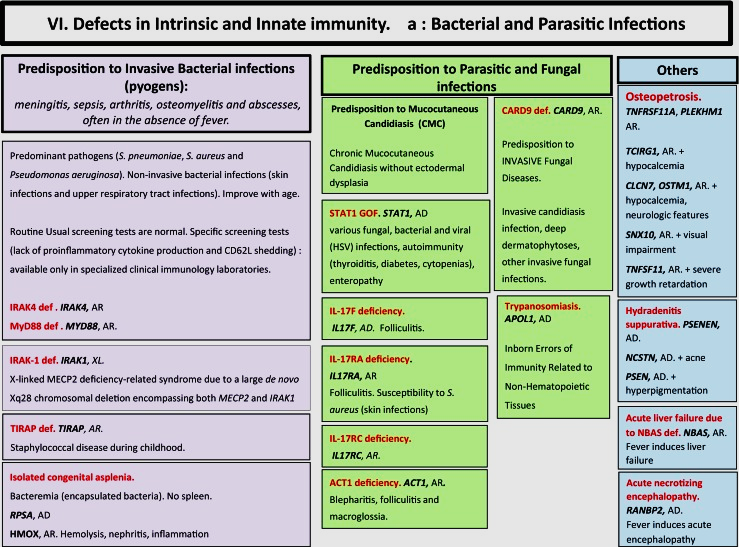 VI. Defects in Intrinsic and Innate immunity.   a : Bacterial and Parasitic Infections
Predisposition to Invasive Bacterial infections
(pyogens):
meningitis, sepsis, arthritis, osteomyelitis and abscesses,
often in the absence of fever.
Predominant pathogens (S. pneumoniae, S. aureus and
Pseudomonas aeruginosa). Non-invasive bacterial infections (skin
infections and upper respiratory tract infections). Improve with age.
Routine Usual screening tests are normal. Specific screening tests
(lack of proinflammatory cytokine production and CD62L shedding) :
available only in specialized clinical immunology laboratories.
IRAK4 def . IRAK4, AR
MyD88 def . MYD88, AR.
IRAK-1 def. IRAK1, XL.
X-linked MECP2 deficiency-related syndrome due to a large de novo
Xq28 chromosomal deletion encompassing both MECP2 and IRAK1
TIRAP def. TIRAP, AR.
Staphylococcal disease during childhood.
Isolated congenital asplenia.
Bacteremia (encapsulated bacteria). No spleen.
RPSA, AD
HMOX, AR. Hemolysis, nephritis, inflammation
Predisposition to Parasitic and Fungal
infections
Predisposition to Mucocutaneous
Candidiasis (CMC)
Chronic Mucocutaneous
Candidiasis without ectodermal
dysplasia
STAT1 GOF. STAT1, AD
various fungal, bacterial and viral
(HSV) infections, autoimmunity
(thyroiditis, diabetes, cytopenias),
enteropathy
IL-17F deficiency.
IL17F, AD. Folliculitis.
IL-17RA deficiency.
IL17RA, AR
Folliculitis. Susceptibility to S.
aureus (skin infections)
IL-17RC deficiency.
IL17RC, AR.
ACT1 deficiency. ACT1, AR.
Blepharitis, folliculitis and
macroglossia.
CARD9 def. CARD9, AR.
Predisposition to
INVASIVE Fungal
Diseases.
Invasive candidiasis
infection, deep
dermatophytoses,
other invasive fungal
infections.
Trypanosomiasis.
APOL1, AD
Inborn Errors of
Immunity Related to
Non-Hematopoietic
Tissues
Others
Osteopetrosis.
TNFRSF11A, PLEKHM1
AR.
TCIRG1, AR. +
hypocalcemia
CLCN7, OSTM1, AR. +
hypocalcemia,
neurologic features
SNX10, AR. + visual
impairment
TNFSF11, AR. + severe
growth retardation
Hydradenitis
suppurativa. PSENEN,
AD.
NCSTN, AD. + acne
PSEN, AD. +
hyperpigmentation
Acute liver failure due
to NBAS def. NBAS, AR.
Fever induces liver
failure
Acute necrotizing
encephalopathy.
RANBP2, AD.
Fever induces acute
encephalopathy